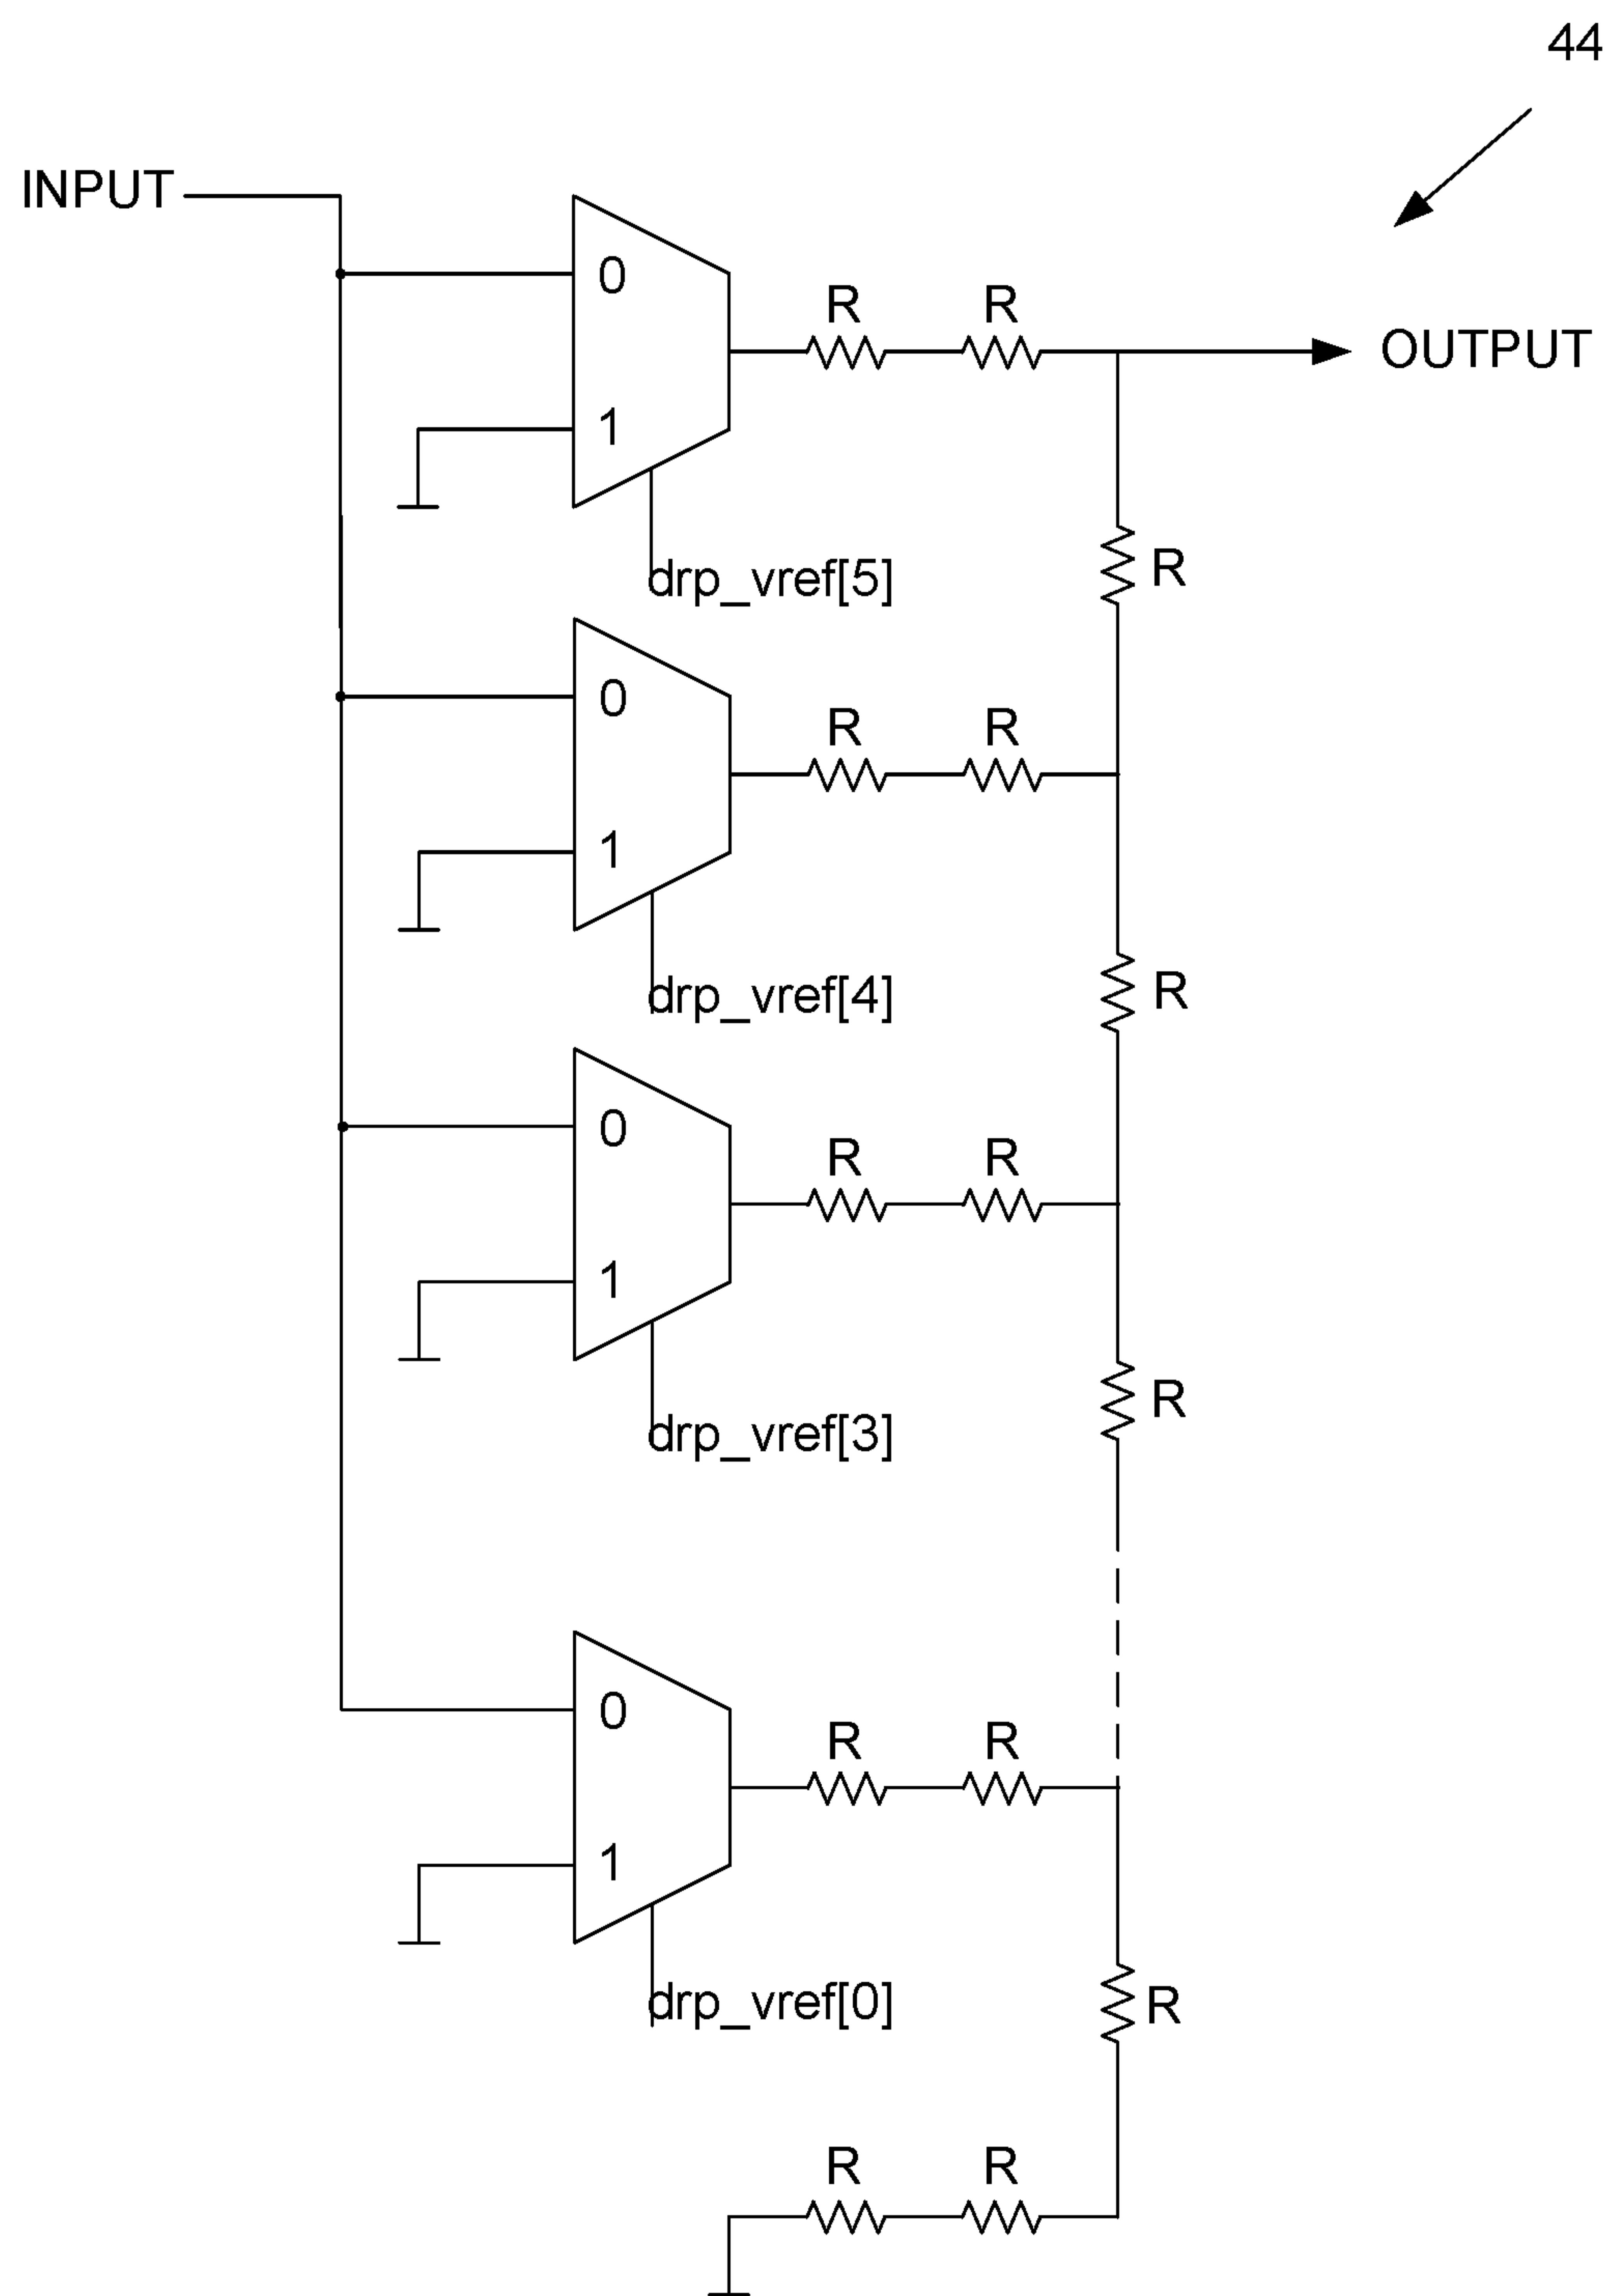 44
INPUT
0
R R
OUTPUT
1
R
drp_vref[5]
0
R R
1
R
drp_vref[4]
0
R R
1
R
drp_vref[3]
0
R R
1
R
drp_vref[0]
R R